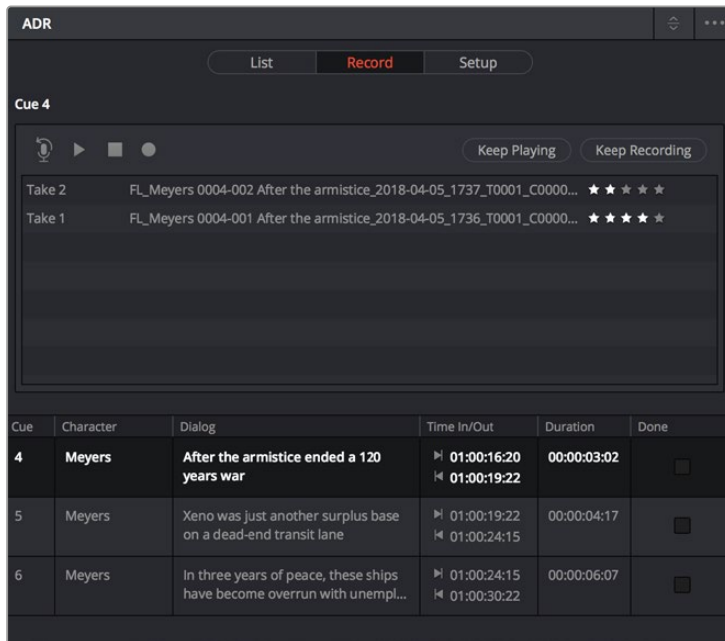 ADR
List Record Setup
Cue 4
Keep Playing Keep Recording
Take 2 FL_Meyers 0004-002 After the armistice_2018-04-05_1737_T0001_C0000...
Take 1 FL_Meyers 0004-001 After the armistice_2018-04-05_1736_T0001_C0000...
Cue Character Dialog Time In/Out Duration Done
4 Meyers After the armistice ended a 120 01:00:16:20 00:00:03:02
years war 01:00:19:22
5 Meyers Xeno was just another surplus base 01:00:19:22 00:00:04:17
on a dead-end transit lane 01:00:24:15
6 Meyers In three years of peace, these ships 01:00:24:15 00:00:06:07
have become overrun with unempl... 01:00:30:22